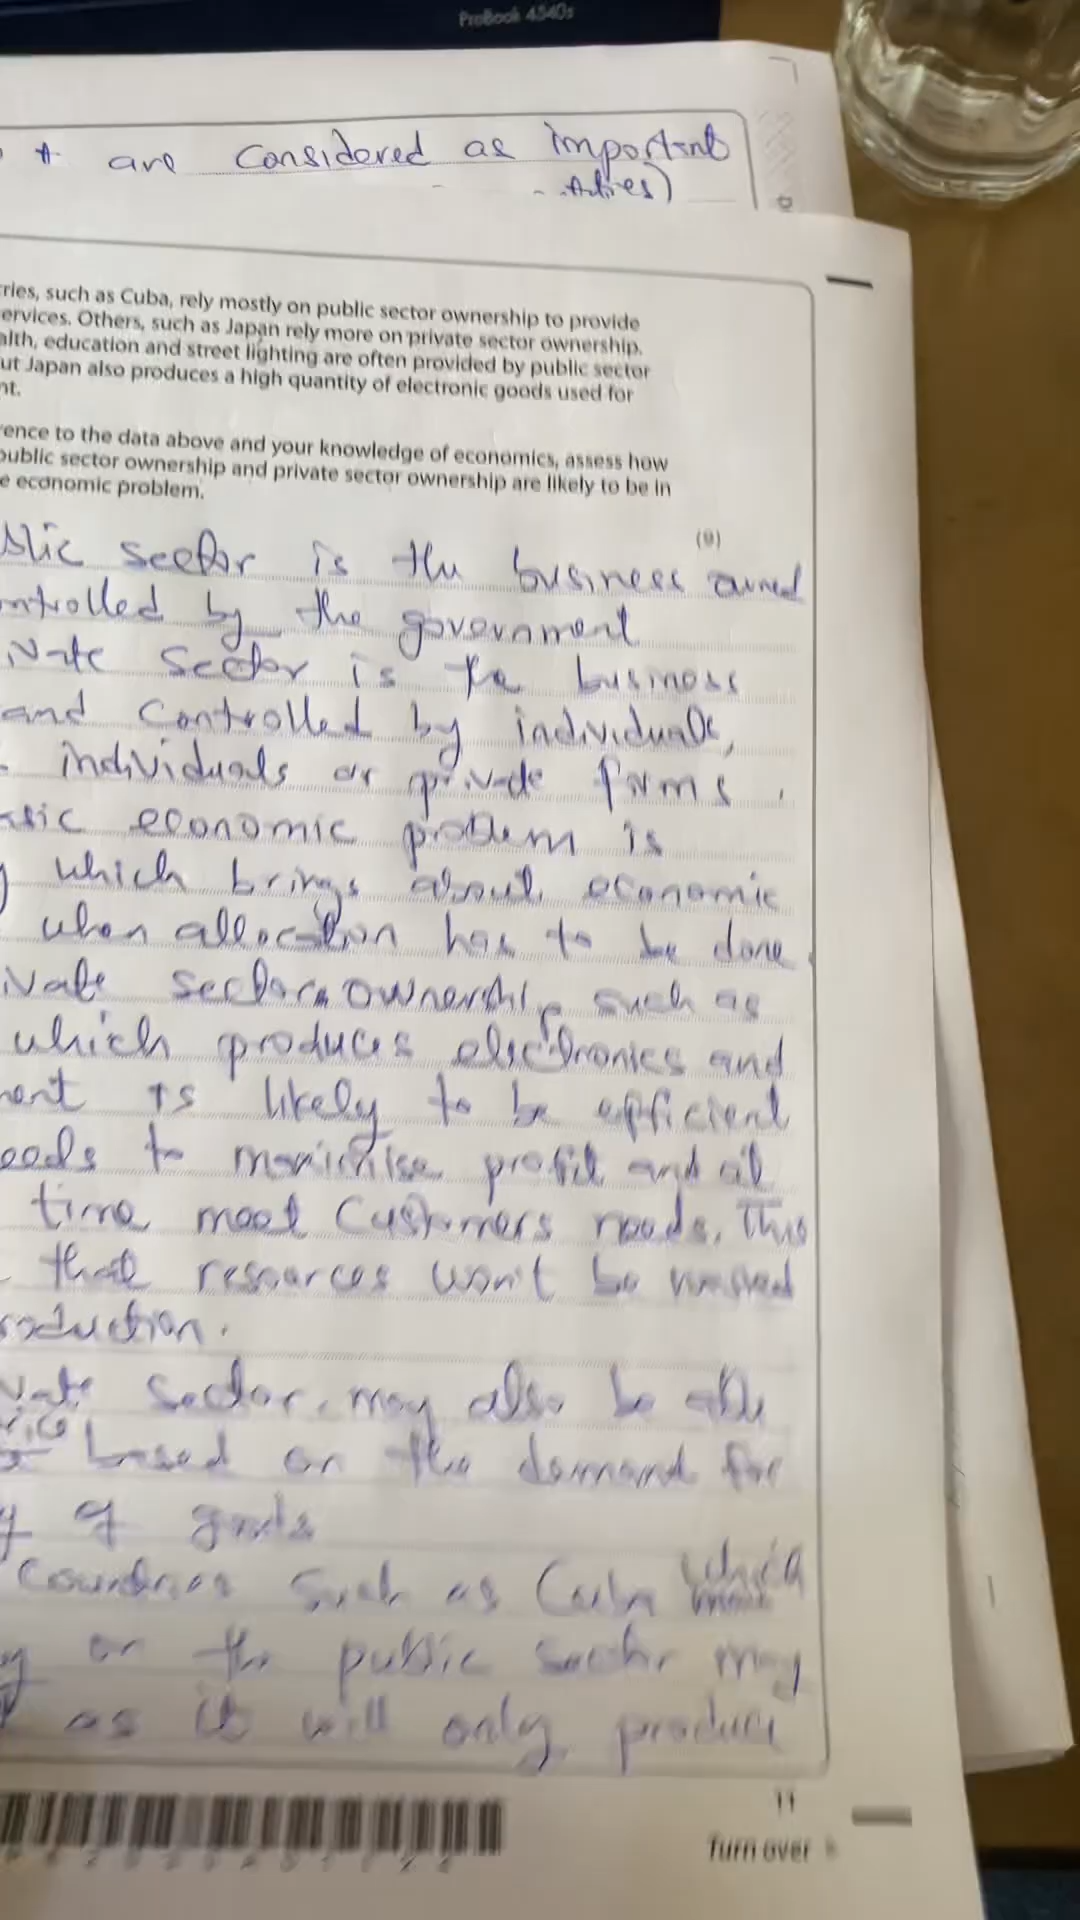 ProBook 4540s
are considered as important
ries, such as Cuba, rely mostly on public sector ownership to provide
ervices. Others, such as Japan rely more on private sector ownership.
alth, education and street lighting are often provided by public sector
ut Japan also produces a high quantity of electronic goods used for
nt.
rence to the data above and your knowledge of economics, assess how
public sector ownership and private sector ownership are likely to be in
e economic problem.
(9)
blic sector is the business owned
ntrolled by the government
ivate sector is the business
and controlled by individuals,
individuals or private firms.
asic economic problem is
y which brings about economic
when allocation has to be done
ivate sector ownership such as
which produces electronics and
ment is likely to be efficient
eeds to maximise profit and at
time meet customers needs. This
that resources won't be wasted
roduction.
vate sector may also be able
based on the demand for
y of goods
countries such as Cuba which
on the public sector may
as it will only produce
11
Turn over